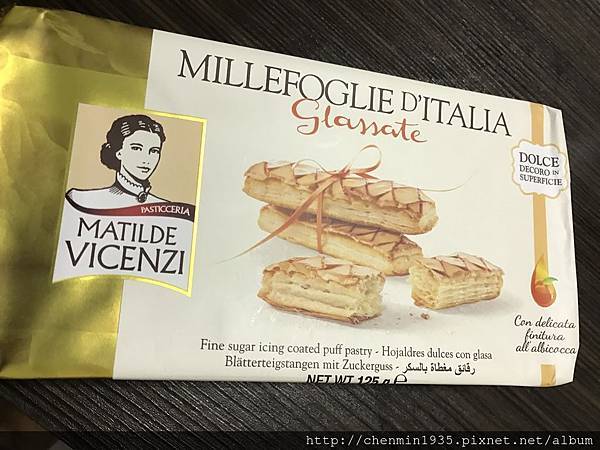 MILLEFOGLIE D'ITALIA
Glassate
DOLCE
DECORO IN
SUPERFICIE
PASTICCERIA
MATILDE
VICENZI
Con delicata
finitura
all'albicocca
Fine sugar icing coated puff pastry - Hojaldres dulces con glasa
Blätterteigstangen mit Zuckerguss - رقائق مغطاة بالسكر
NET WT 125 g e
http://chenmin1935.pixnet.net/album